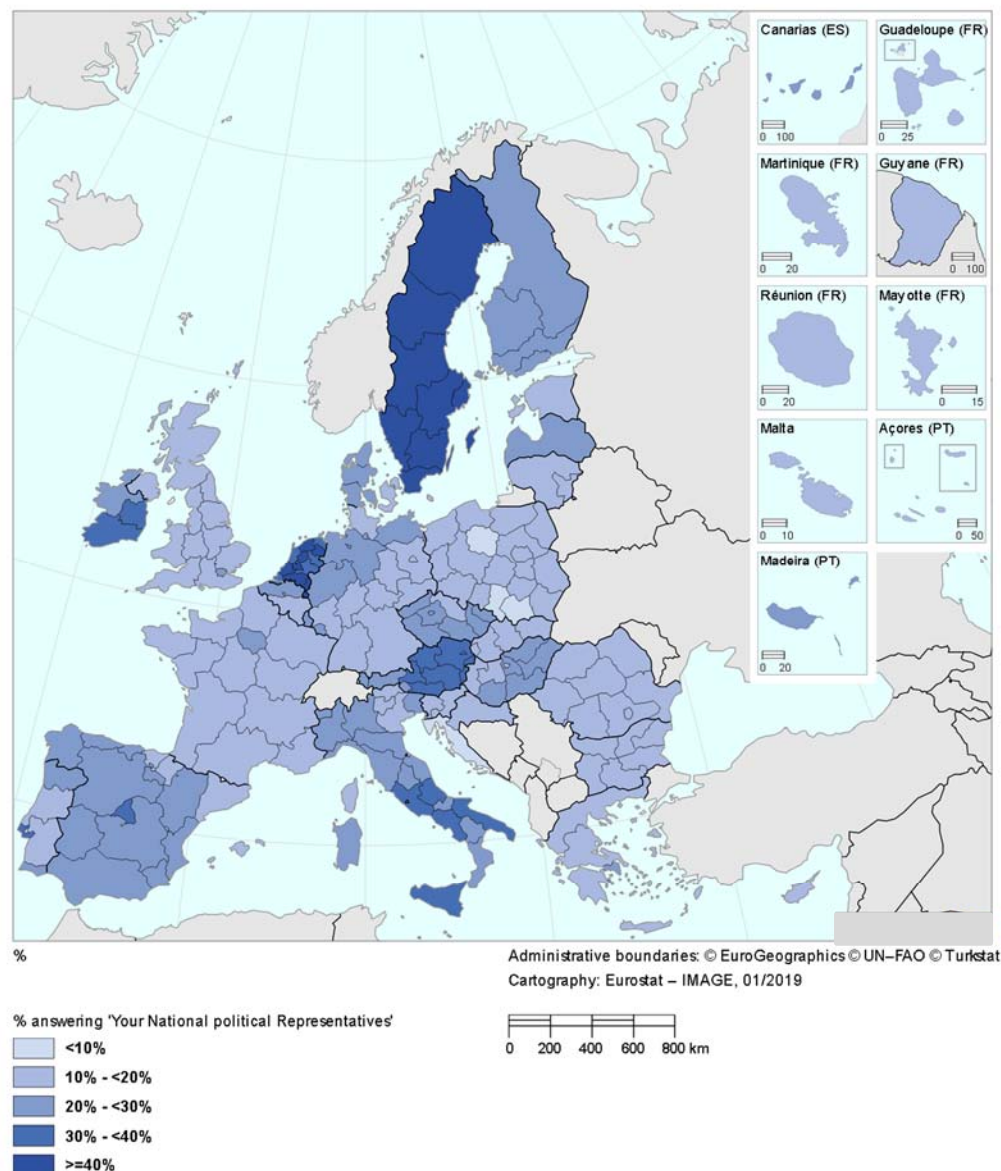 Canarias (ES)
0 100
Guadeloupe (FR)
0 25
Martinique (FR)
0 20
Guyane (FR)
0 100
Réunion (FR)
0 20
Mayotte (FR)
0 15
Malta
0 10
Açores (PT)
0 50
Madeira (PT)
0 20
%
Administrative boundaries: © EuroGeographics © UN–FAO © Turkstat
Cartography: Eurostat – IMAGE, 01/2019
% answering 'Your National political Representatives'
<10%
10% - <20%
20% - <30%
30% - <40%
>=40%
0 200 400 600 800 km